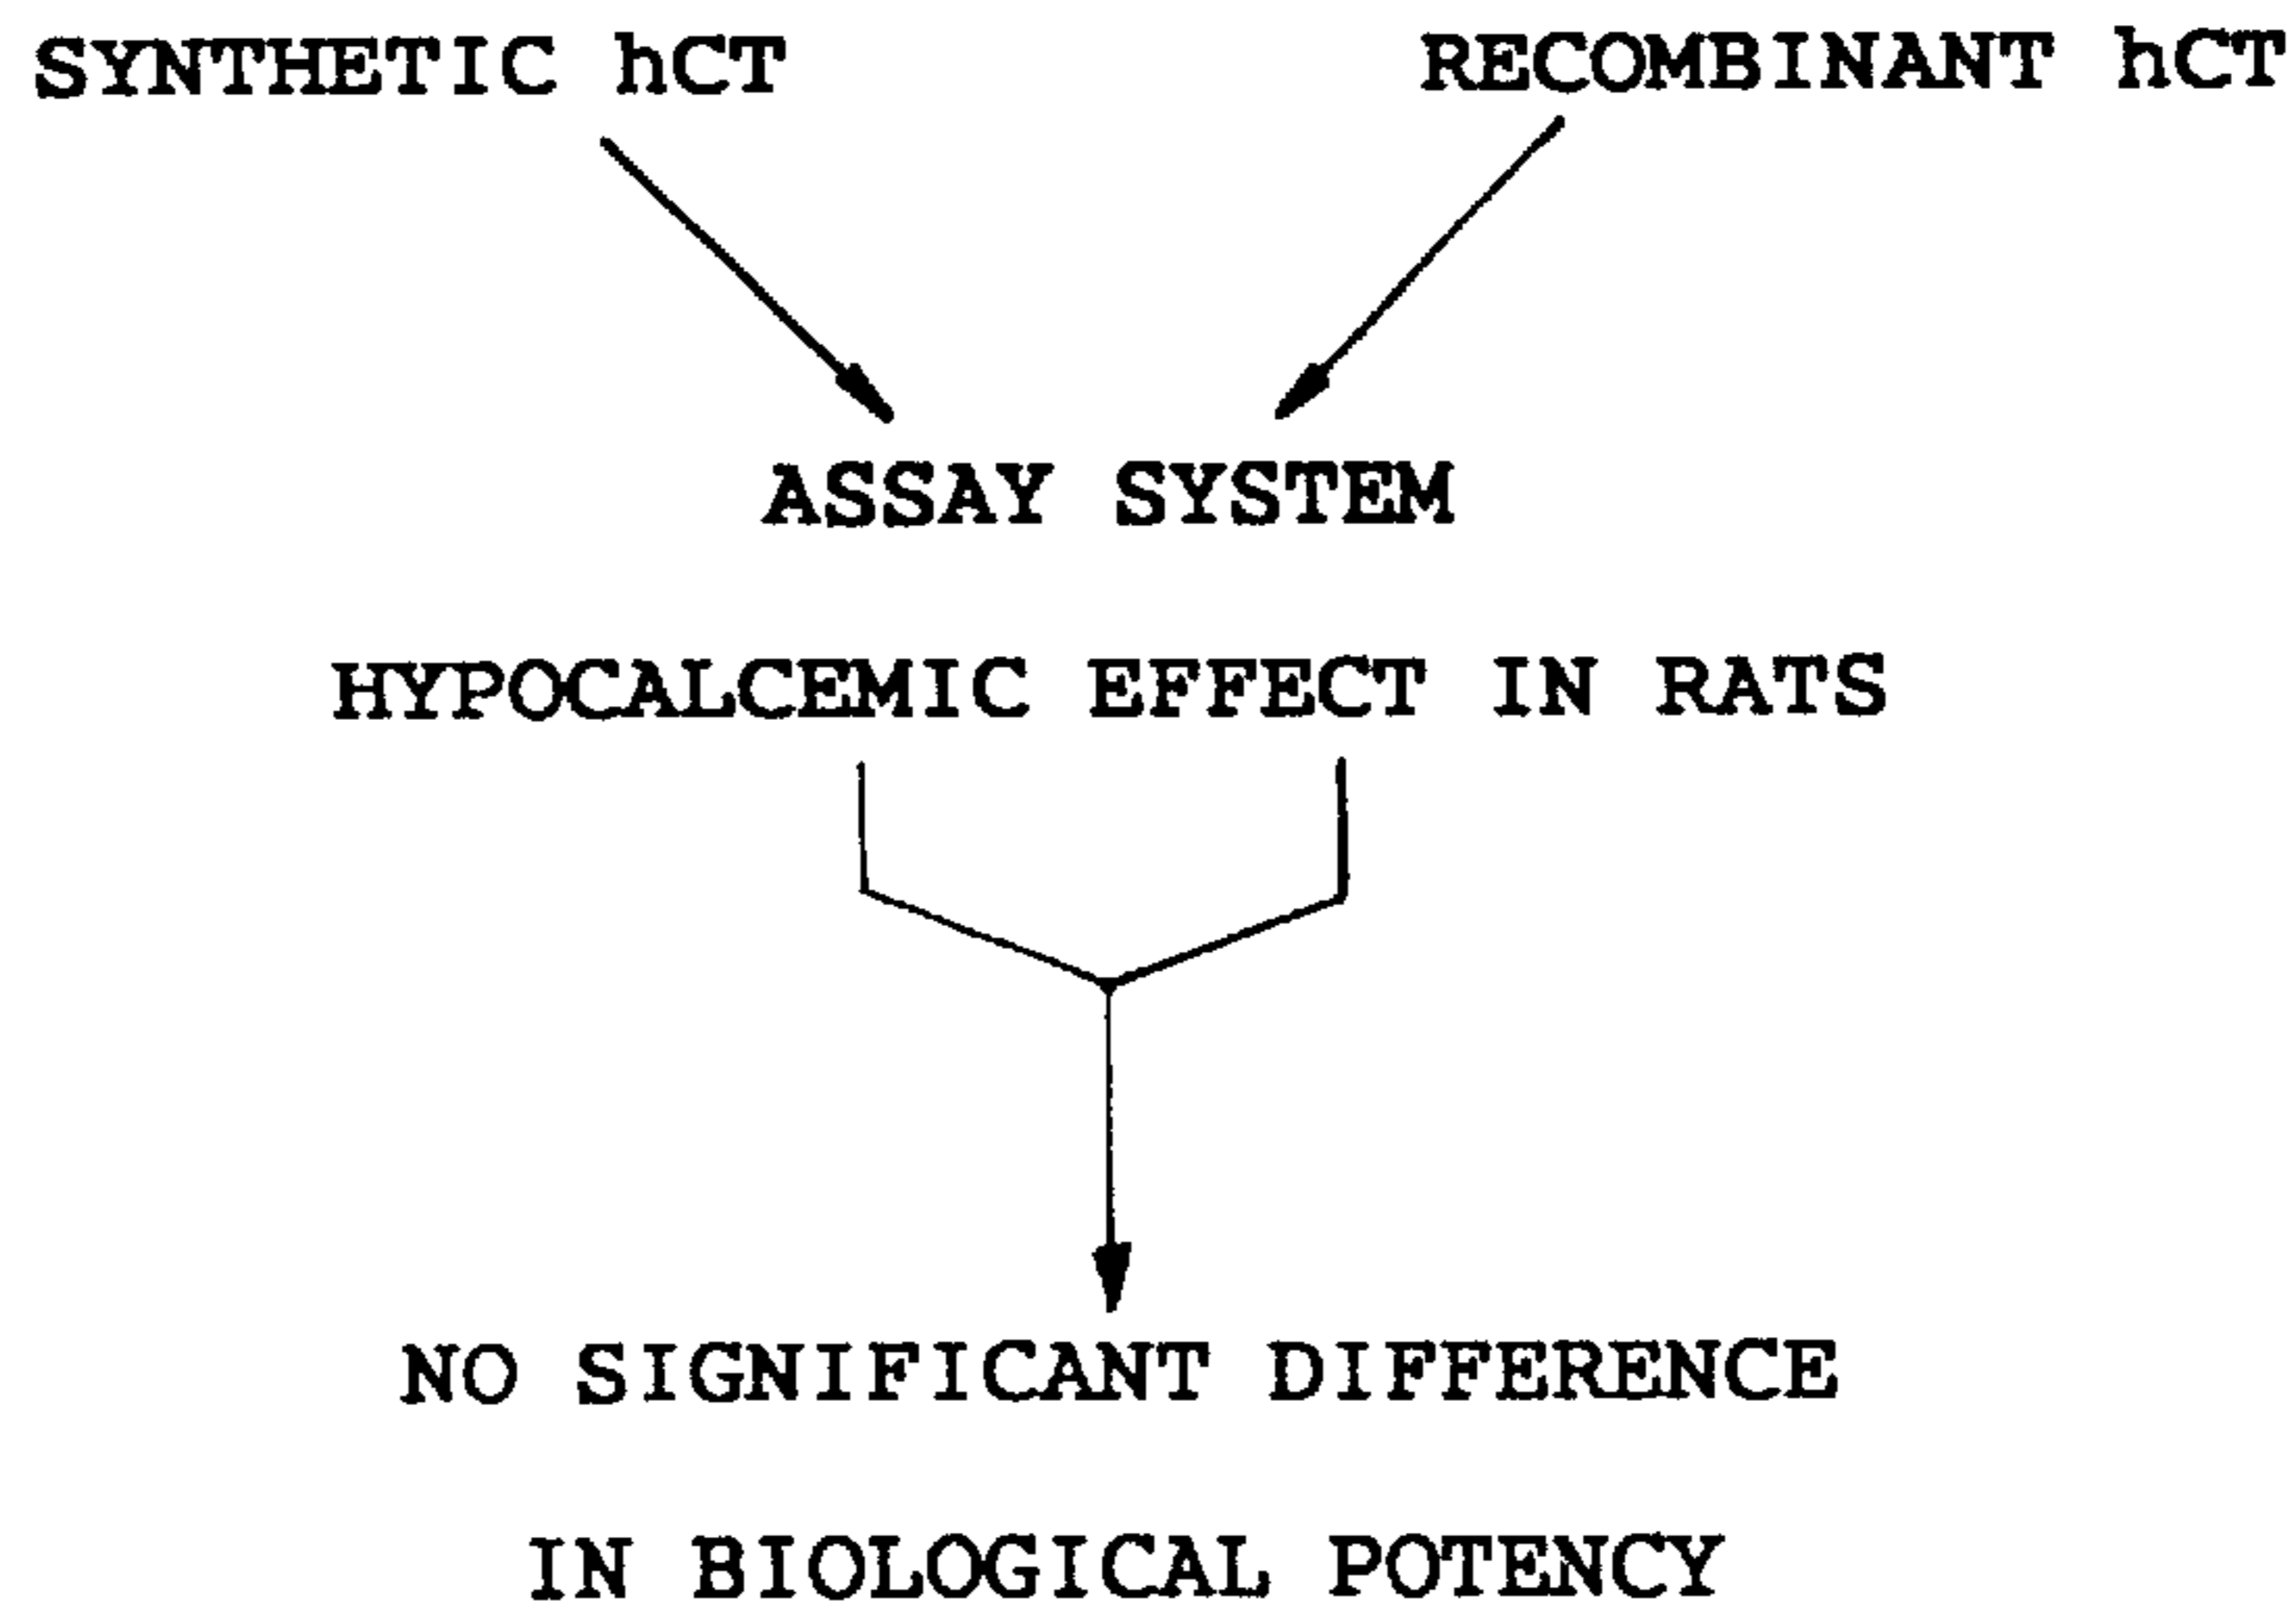 SYNTHETIC hCT RECOMBINANT hCT
ASSAY SYSTEM
HYPOCALCEMIC EFFECT IN RATS
NO SIGNIFICANT DIFFERENCE
IN BIOLOGICAL POTENCY